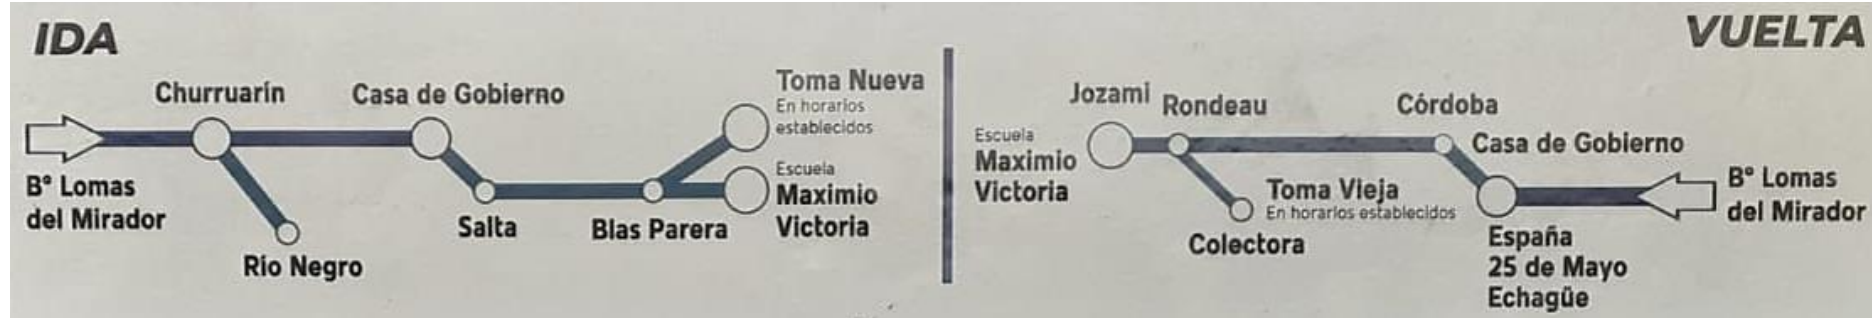 IDA
Churruarín
Casa de Gobierno
Toma Nueva
En horarios
establecidos
Escuela
Maximio
Victoria
B° Lomas
del Mirador
Salta
Blas Parera
Río Negro
VUELTA
Jozami
Rondeau
Córdoba
Escuela
Maximio
Victoria
Casa de Gobierno
Toma Vieja
En horarios establecidos
Colectora
B° Lomas
del Mirador
España
25 de Mayo
Echagüe